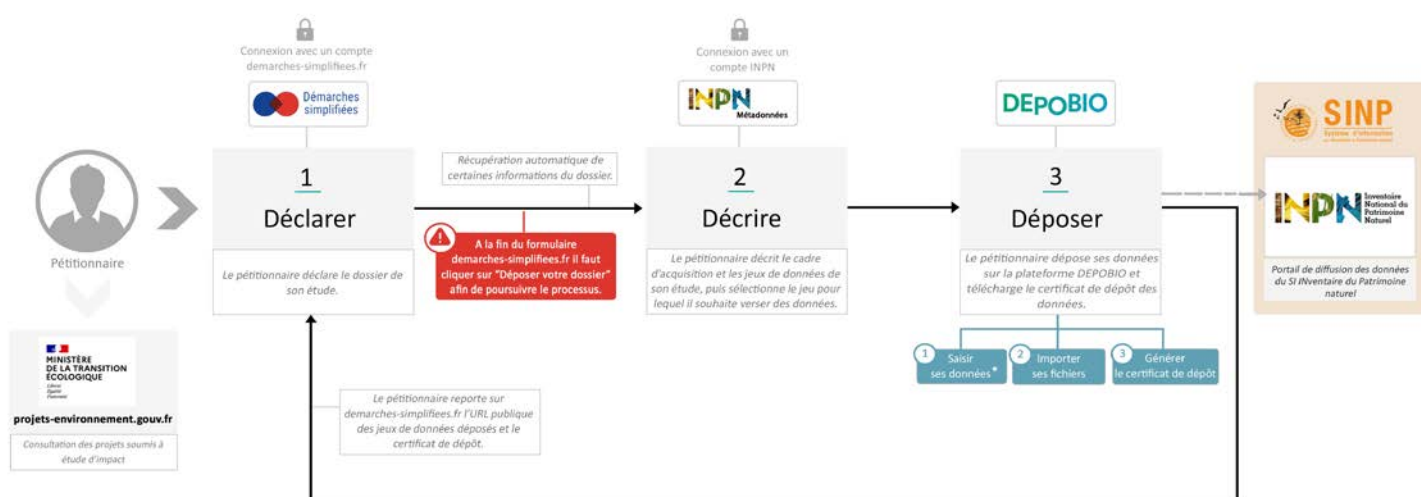 Connexion avec un compte
demarches-simplifiees.fr
Démarches
simplifiées
Connexion avec un
compte INPN
INPN
Métadonnées
DEPOBIO
SINP
Système d'information
Pétitionnaire
1
Déclarer
Le pétitionnaire déclare le dossier de
son étude.
Récupération automatique de
certaines informations du dossier.
A la fin du formulaire
demarches-simplifiees.fr il faut
cliquer sur "Déposer votre dossier"
afin de poursuivre le processus.
2
Décrire
Le pétitionnaire décrit le cadre
d'acquisition et les jeux de données de
son étude, puis sélectionne le jeu pour
lequel il souhaite verser des données.
3
Déposer
Le pétitionnaire dépose ses données
sur la plateforme DEPOBIO et
télécharge le certificat de dépôt des
données.
1
Saisir
ses données*
2
Importer
ses fichiers
3
Générer
le certificat de dépôt
INPN
Inventaire
National du
Patrimoine
Naturel
Portail de diffusion des données
du SI INventaire du Patrimoine
naturel
MINISTÈRE
DE LA TRANSITION
ÉCOLOGIQUE
Liberté
Égalité
Fraternité
projets-environnement.gouv.fr
Consultation des projets soumis à
étude d'impact
Le pétitionnaire reporte sur
demarches-simplifiees.fr l'URL publique
des jeux de données déposés et le
certificat de dépôt.